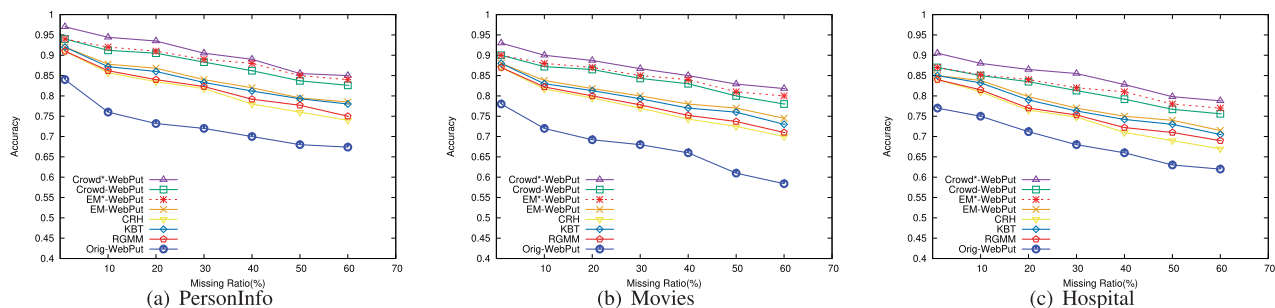 1
0.95
0.9
0.85
0.8
0.75
0.7
0.65
0.6
0.55
0.5
0.45
0.4
Accuracy
Crowd*-WebPut
Crowd-WebPut
EM*-WebPut
EM-WebPut
CRH
KBT
RGMM
Orig-WebPut
10 20 30 40 50 60 70
Missing Ratio(%)
(a) PersonInfo
1
0.95
0.9
0.85
0.8
0.75
0.7
0.65
0.6
0.55
0.5
0.45
0.4
Accuracy
Crowd*-WebPut
Crowd-WebPut
EM*-WebPut
EM-WebPut
CRH
KBT
RGMM
Orig-WebPut
10 20 30 40 50 60 70
Missing Ratio(%)
(b) Movies
1
0.95
0.9
0.85
0.8
0.75
0.7
0.65
0.6
0.55
0.5
0.45
0.4
Accuracy
Crowd*-WebPut
Crowd-WebPut
EM*-WebPut
EM-WebPut
CRH
KBT
RGMM
Orig-WebPut
10 20 30 40 50 60 70
Missing Ratio(%)
(c) Hospital